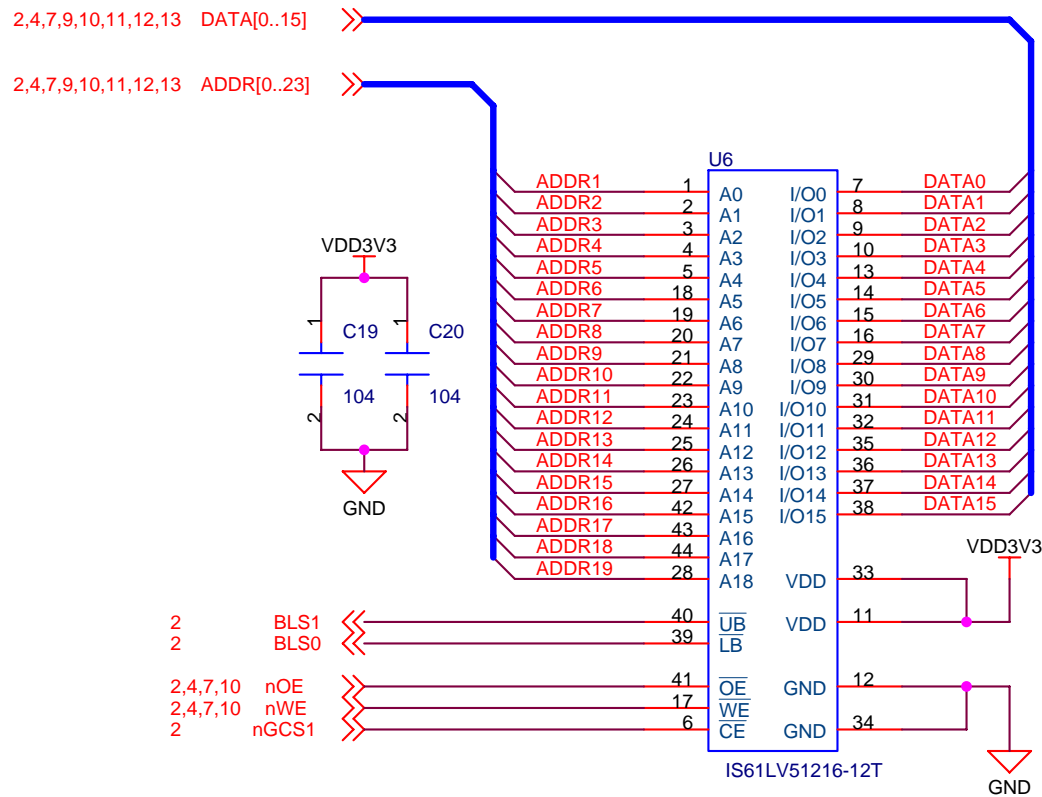 2,4,7,9,10,11,12,13 DATA[0..15]
2,4,7,9,10,11,12,13 ADDR[0..23]
U6
ADDR1 1 A0 I/O0 7 DATA0
ADDR2 2 A1 I/O1 8 DATA1
ADDR3 3 A2 I/O2 9 DATA2
ADDR4 4 A3 I/O3 10 DATA3
ADDR5 5 A4 I/O4 13 DATA4
ADDR6 18 A5 I/O5 14 DATA5
ADDR7 19 A6 I/O6 15 DATA6
ADDR8 20 A7 I/O7 16 DATA7
ADDR9 21 A8 I/O8 29 DATA8
ADDR10 22 A9 I/O9 30 DATA9
ADDR11 23 A10 I/O10 31 DATA10
ADDR12 24 A11 I/O11 32 DATA11
ADDR13 25 A12 I/O12 35 DATA12
ADDR14 26 A13 I/O13 36 DATA13
ADDR15 27 A14 I/O14 37 DATA14
ADDR16 42 A15 I/O15 38 DATA15
ADDR17 43 A16
ADDR18 44 A17
ADDR19 28 A18 VDD 33
VDD3V3
VDD3V3
1 C19 1 C20
2 104 2 104
GND
2 BLS1 40 UB VDD 11
2 BLS0 39 LB
2,4,7,10 nOE 41 OE GND 12
2,4,7,10 nWE 17 WE
2 nGCS1 6 CE GND 34
IS61LV51216-12T
GND